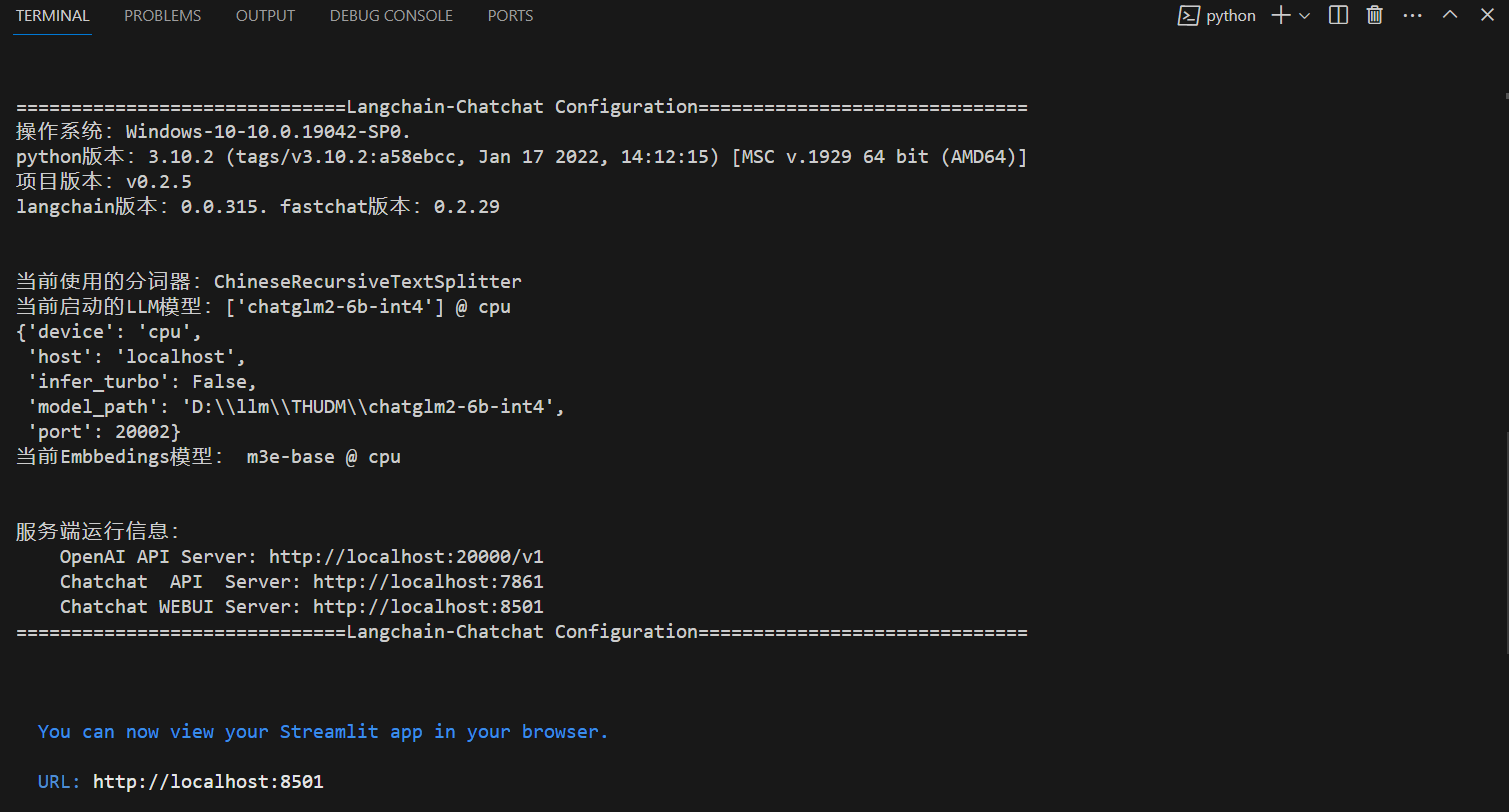 TERMINAL PROBLEMS OUTPUT DEBUG CONSOLE PORTS python
==============================Langchain-Chatchat Configuration==============================
操作系统：Windows-10-10.0.19042-SP0.
python版本：3.10.2 (tags/v3.10.2:a58ebcc, Jan 17 2022, 14:12:15) [MSC v.1929 64 bit (AMD64)]
项目版本：v0.2.5
langchain版本：0.0.315. fastchat版本：0.2.29
当前使用的分词器：ChineseRecursiveTextSplitter
当前启动的LLM模型：['chatglm2-6b-int4'] @ cpu
{'device': 'cpu',
 'host': 'localhost',
 'infer_turbo': False,
 'model_path': 'D:\\llm\\THUDM\\chatglm2-6b-int4',
 'port': 20002}
当前Embbedings模型： m3e-base @ cpu
服务端运行信息：
    OpenAI API Server: http://localhost:20000/v1
    Chatchat  API  Server: http://localhost:7861
    Chatchat WEBUI Server: http://localhost:8501
==============================Langchain-Chatchat Configuration==============================
  You can now view your Streamlit app in your browser.
  URL: http://localhost:8501